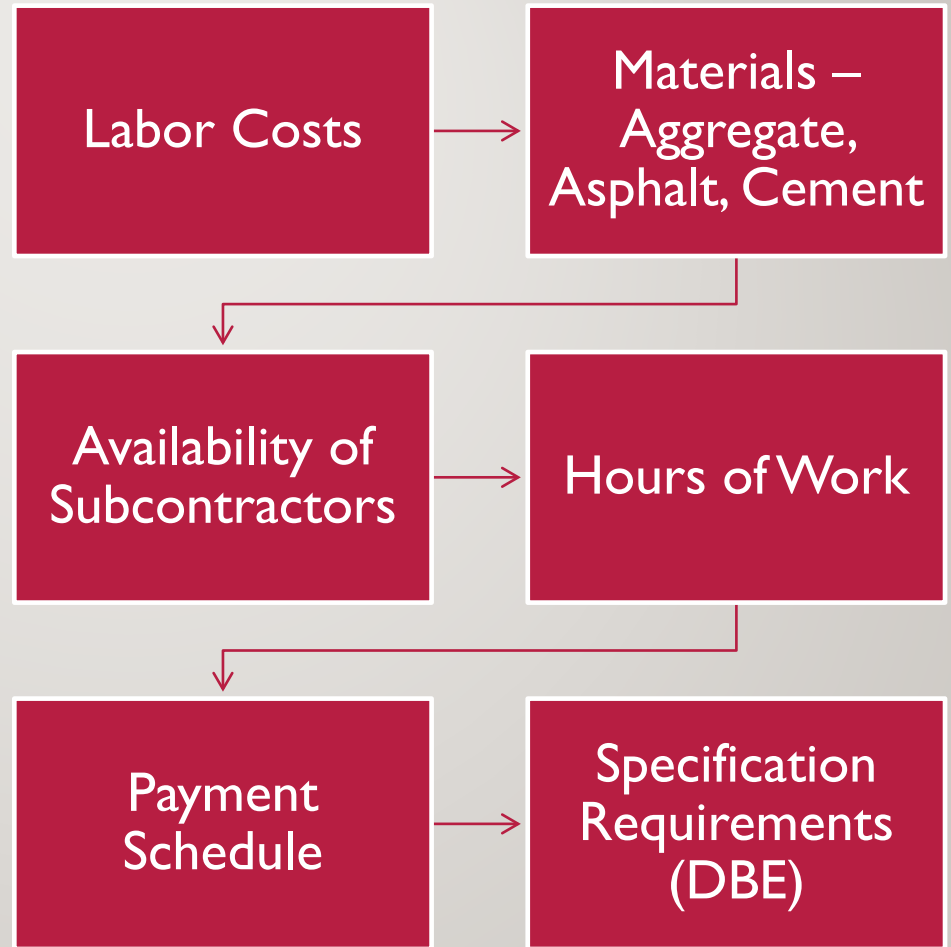 Labor Costs
Materials –
Aggregate,
Asphalt, Cement
Availability of
Subcontractors
Hours of Work
Payment
Schedule
Specification
Requirements
(DBE)